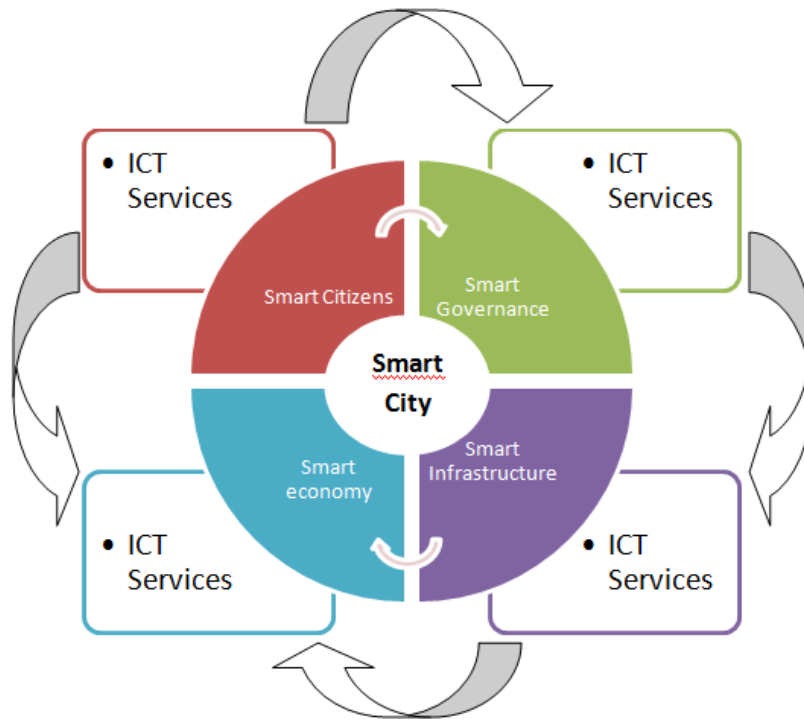 • ICT
Services
• ICT
Services
Smart Citizens
Smart
Governance
Smart
City
Smart
economy
Smart
Infrastructure
• ICT
Services
• ICT
Services